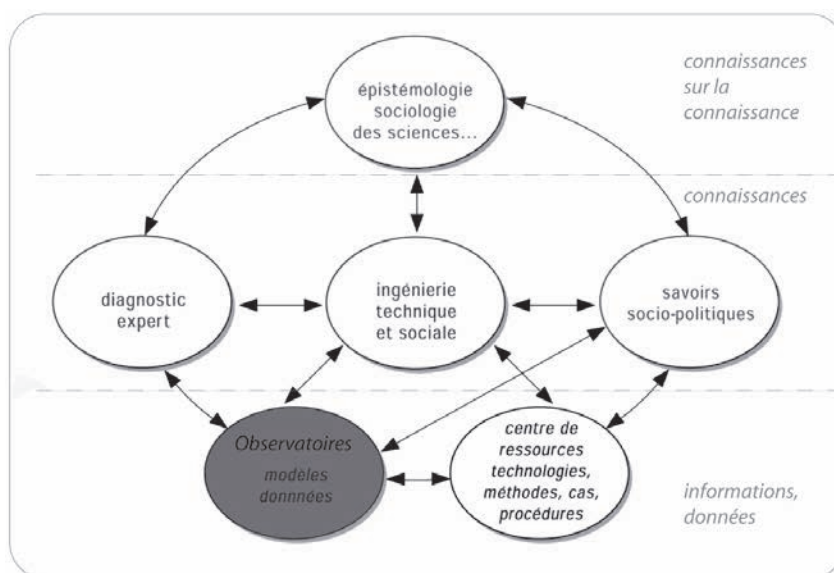 connaissances
sur la
connaissance
épistémologie
sociologie
des sciences...
connaissances
diagnostic
expert
ingénierie
technique
et sociale
savoirs
socio-politiques
Observatoires
modèles
donnnées
centre de
ressources
technologies,
méthodes, cas,
procédures
informations,
données